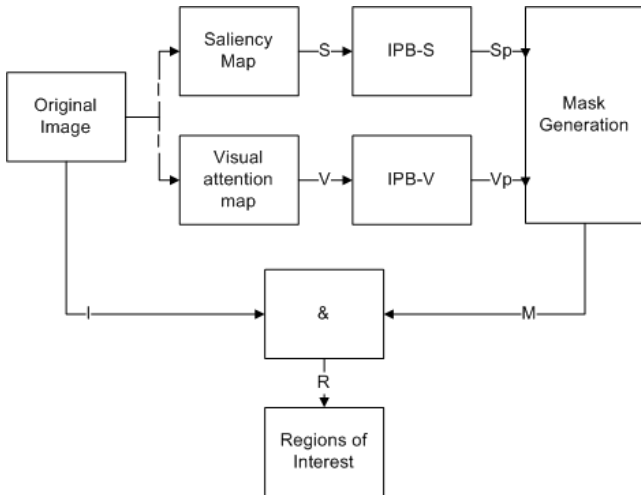 Saliency
Map
S
IPB-S
Sp
Original
Image
Mask
Generation
Visual
attention
map
V
IPB-V
Vp
I
&
M
R
Regions of
Interest